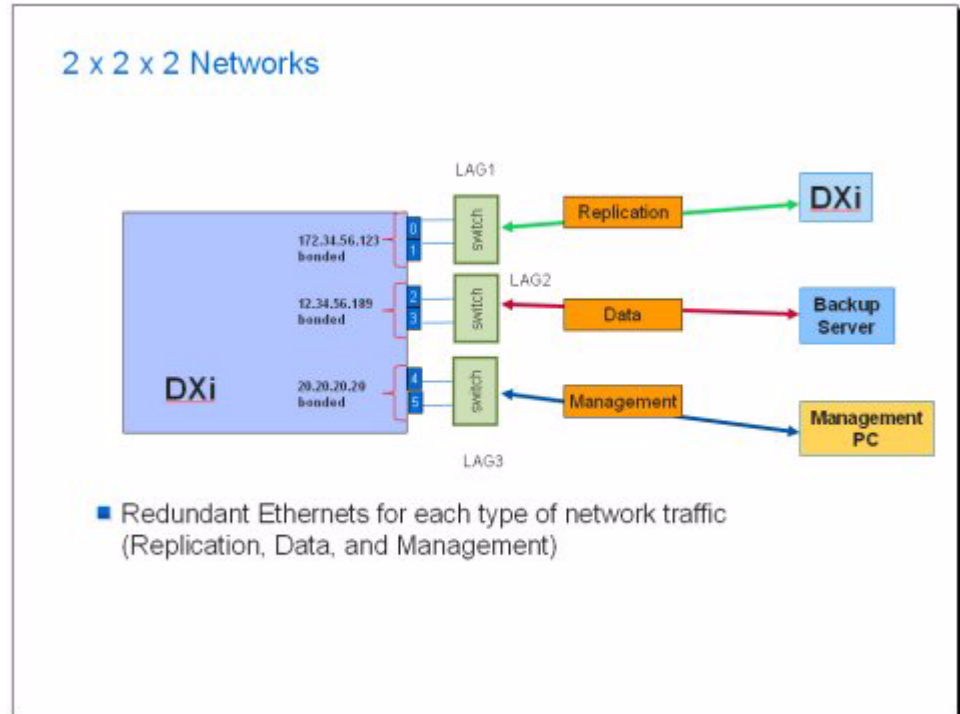 2 x 2 x 2 Networks
LAG1
switch
Replication
DXi
0
1
172.34.56.123
bonded
LAG2
switch
Data
Backup
Server
2
3
12.34.56.189
bonded
DXi
4
5
20.20.20.20
bonded
switch
Management
Management
PC
LAG3
Redundant Ethernets for each type of network traffic
(Replication, Data, and Management)